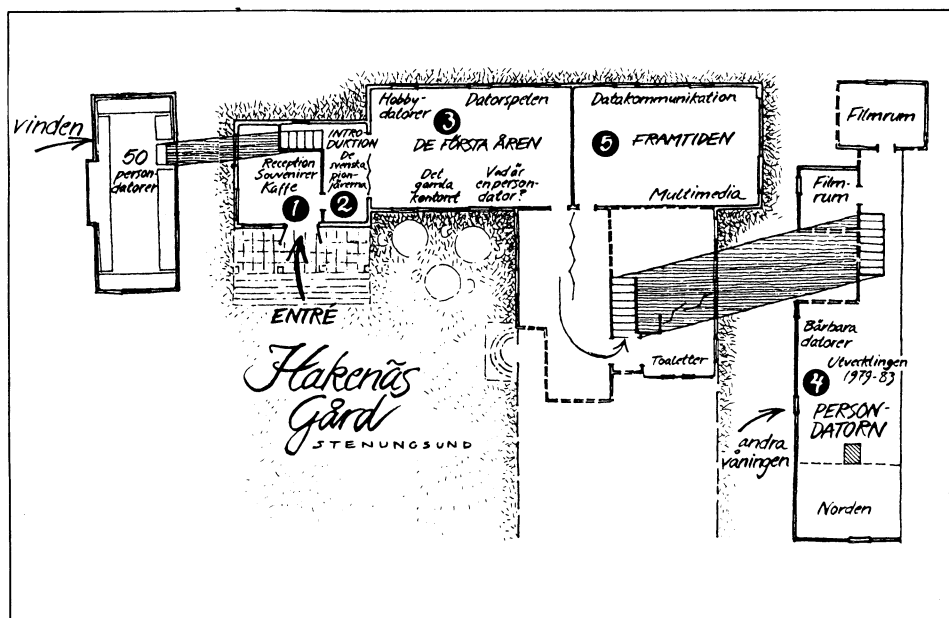 vinden
50
person-
datorer
Reception
Souvenirer
Kaffe
1
INTRO-
DUKTION
De
svenska
pion-
järerna
2
ENTRÉ
Hobby-
datorer
Datorspelen
3
DE FÖRSTA ÅREN
Det
gamla
kontoret
Vad är
en person-
dator?
Datakommunikation
5
FRAMTIDEN
Multimedia
Toaletter
Filmrum
Film-
rum
Bärbara
datorer
Utvecklingen
1979-83
4
PERSON-
DATORN
andra
våningen
Norden
Hakenäs
Gård
STENUNGSUND